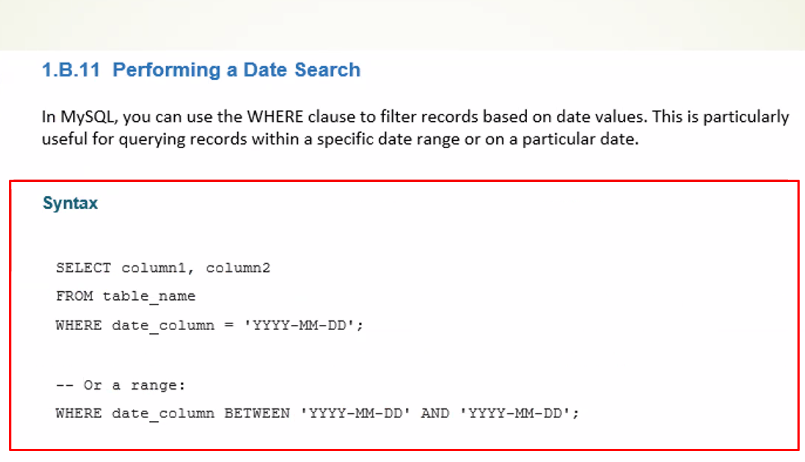 1.B.11 Performing a Date Search
In MySQL, you can use the WHERE clause to filter records based on date values. This is particularly
useful for querying records within a specific date range or on a particular date.
Syntax
SELECT column1, column2
FROM table_name
WHERE date_column = 'YYYY-MM-DD';
-- Or a range:
WHERE date_column BETWEEN 'YYYY-MM-DD' AND 'YYYY-MM-DD';